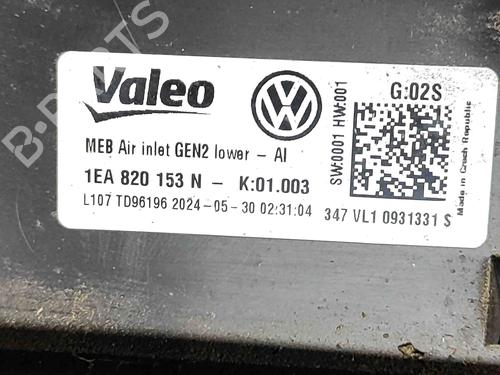 B-PARTS
Valeo
G:02S
SW:0001 HW:001
Made in Czech Republic
MEB Air inlet GEN2 lower - AI
1EA 820 153 N - K:01.003
L107 TD96196 2024-05-30 02:31:04
347 VL1 0931331 S